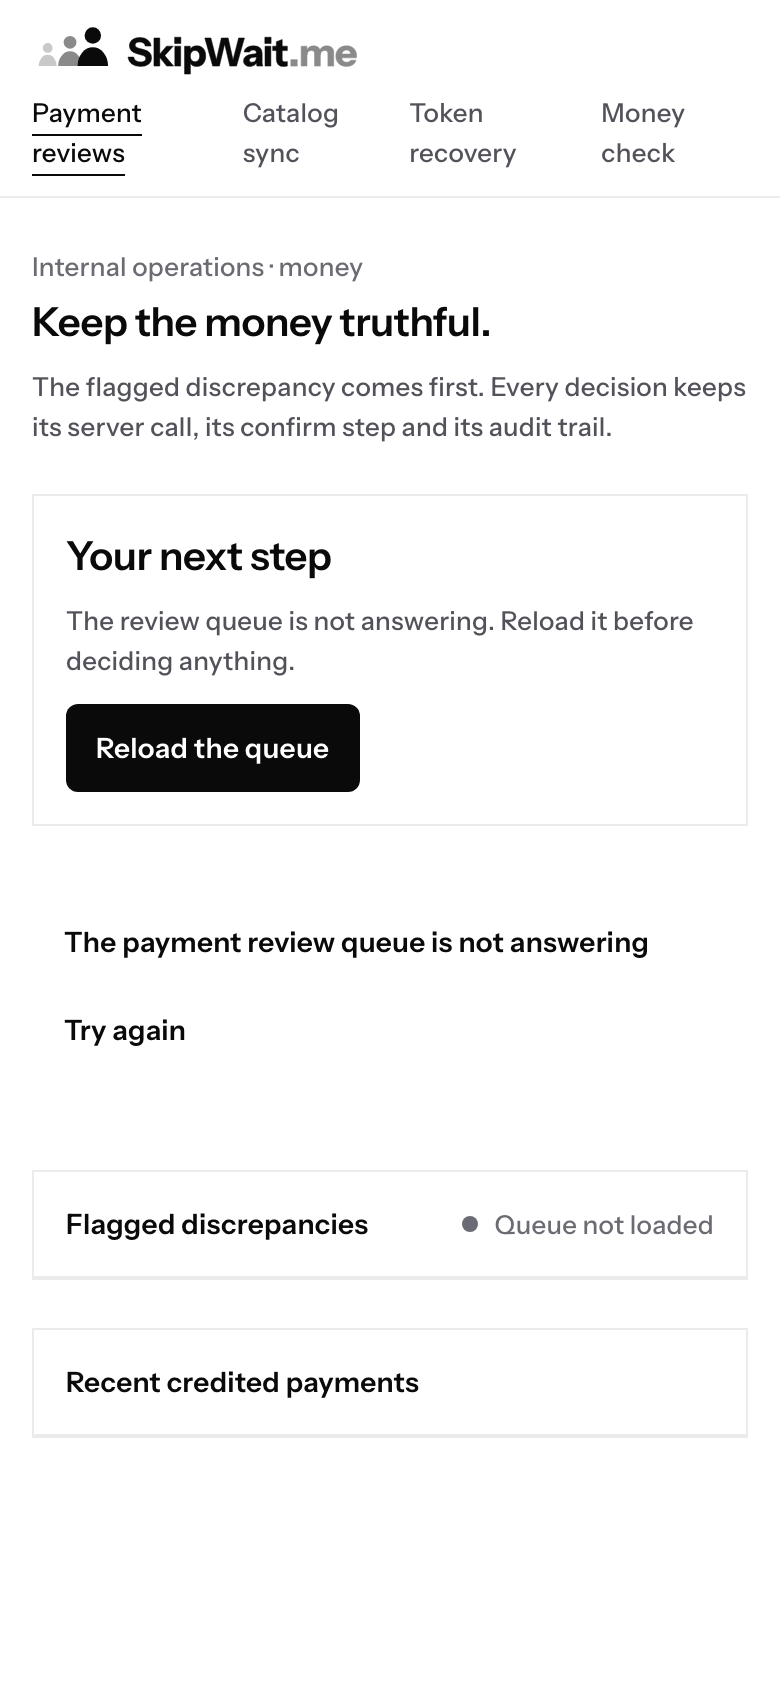 SkipWait.me
Payment reviews
Catalog sync
Token recovery
Money check
Internal operations · money
Keep the money truthful.
The flagged discrepancy comes first. Every decision keeps
its server call, its confirm step and its audit trail.
Your next step
The review queue is not answering. Reload it before
deciding anything.
Reload the queue
The payment review queue is not answering
Try again
Flagged discrepancies
Queue not loaded
Recent credited payments